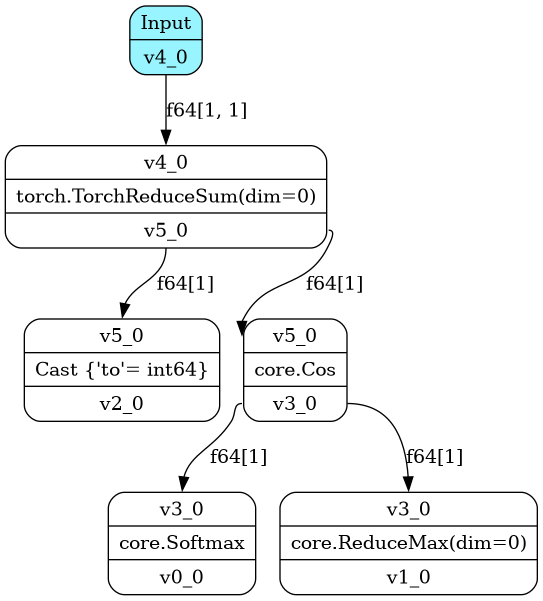 Input
v4_0
f64[1, 1]
v4_0
torch.TorchReduceSum(dim=0)
v5_0
f64[1]
f64[1]
v5_0
Cast {'to'= int64}
v2_0
v5_0
core.Cos
v3_0
f64[1]
f64[1]
v3_0
core.Softmax
v0_0
v3_0
core.ReduceMax(dim=0)
v1_0